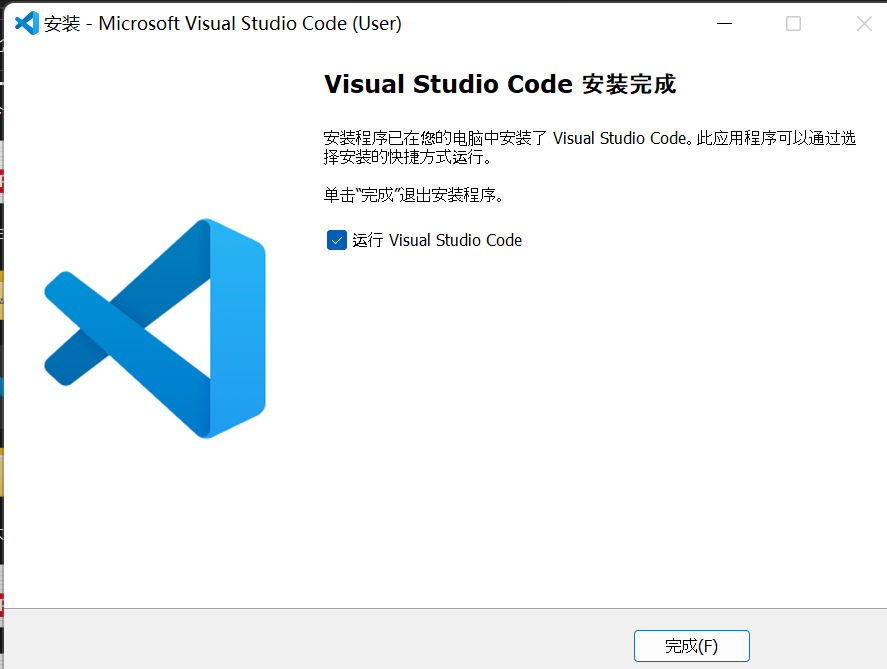 安装 - Microsoft Visual Studio Code (User)
Visual Studio Code 安装完成
安装程序已在您的电脑中安装了 Visual Studio Code。此应用程序可以通过选
择安装的快捷方式运行。
单击“完成”退出安装程序。
运行 Visual Studio Code
完成(F)